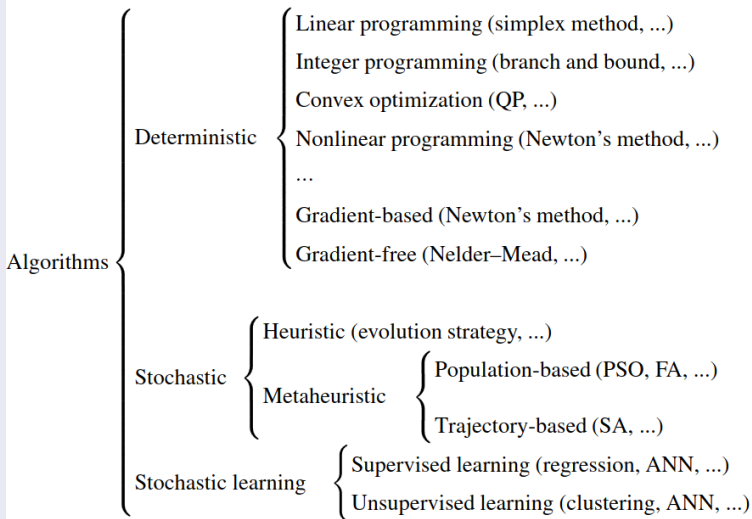 Algorithms
Deterministic
Linear programming (simplex method, ...)
Integer programming (branch and bound, ...)
Convex optimization (QP, ...)
Nonlinear programming (Newton’s method, ...)
...
Gradient-based (Newton’s method, ...)
Gradient-free (Nelder–Mead, ...)
Stochastic
Heuristic (evolution strategy, ...)
Metaheuristic
Population-based (PSO, FA, ...)
Trajectory-based (SA, ...)
Stochastic learning
Supervised learning (regression, ANN, ...)
Unsupervised learning (clustering, ANN, ...)